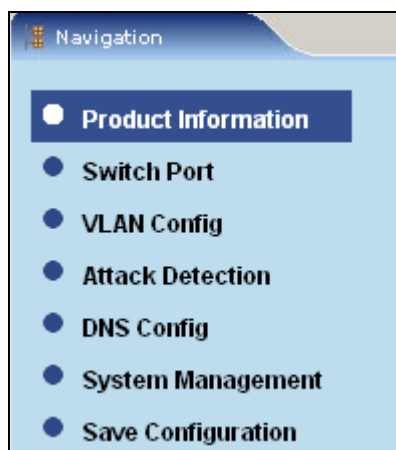 Navigation
Product Information
Switch Port
VLAN Config
Attack Detection
DNS Config
System Management
Save Configuration